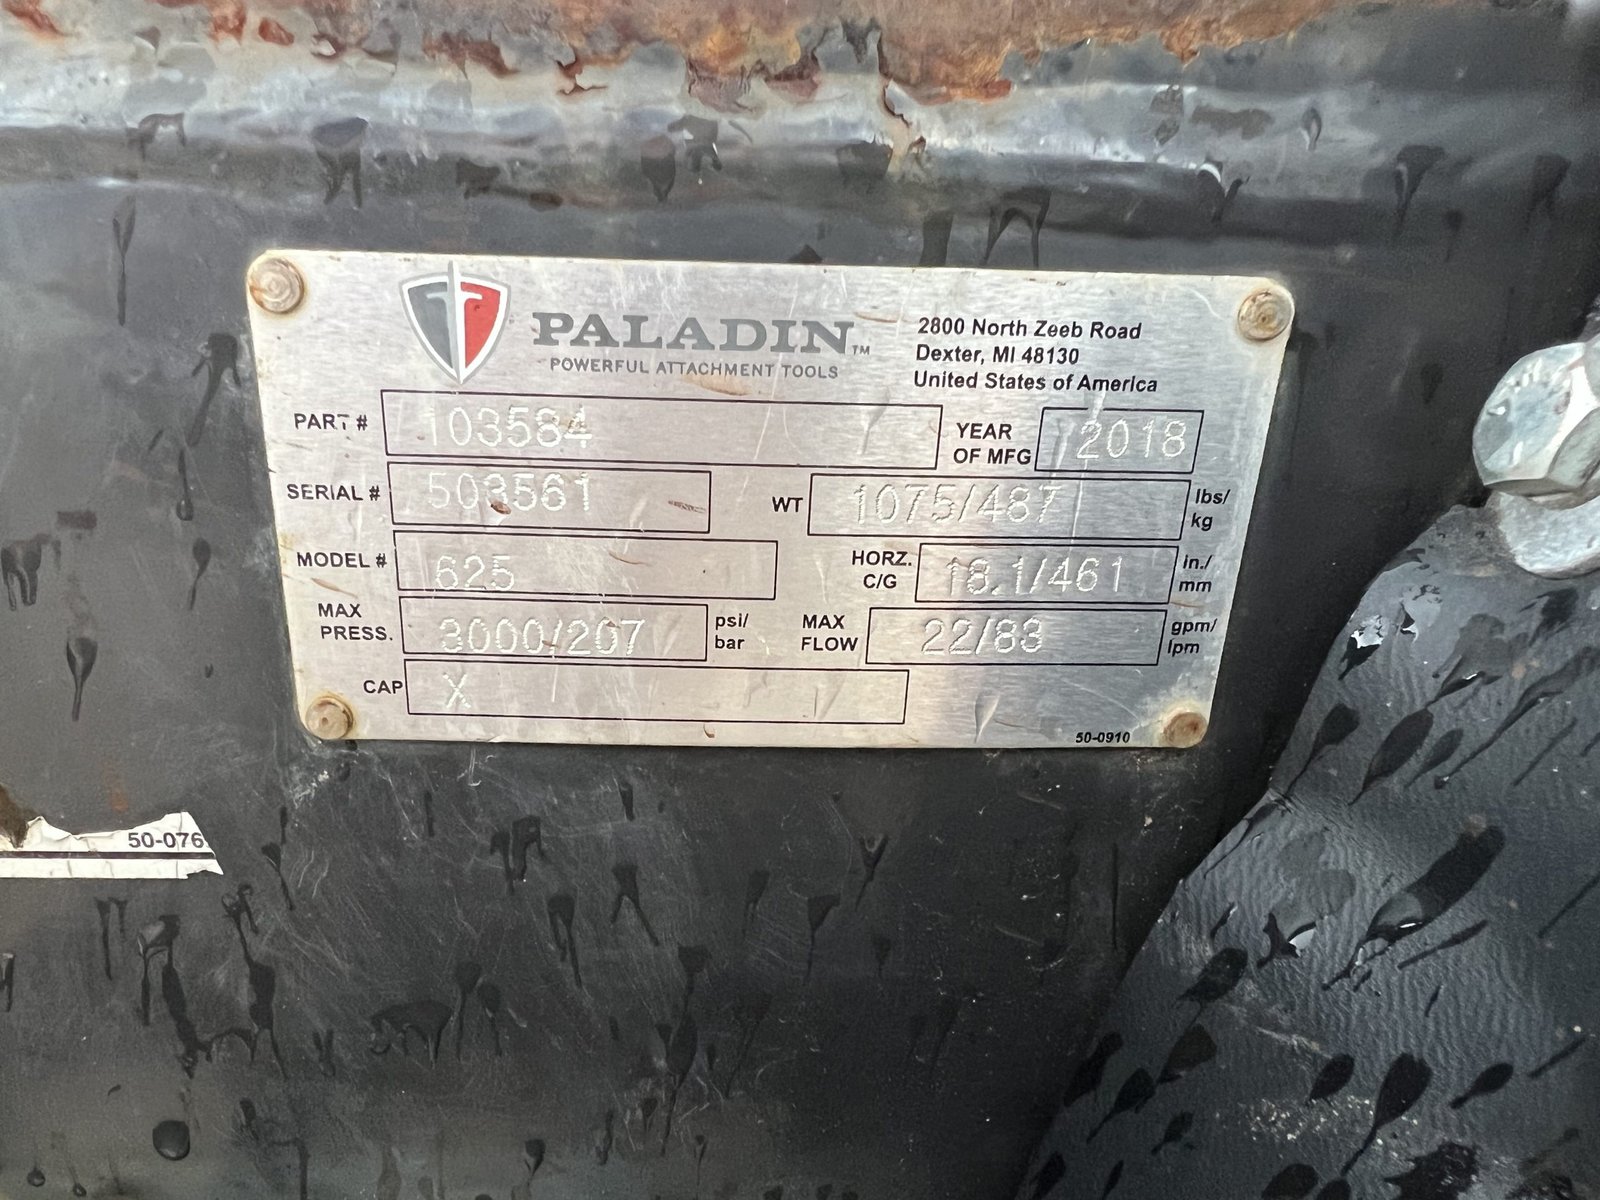 PALADIN™
POWERFUL ATTACHMENT TOOLS
2800 North Zeeb Road
Dexter, MI 48130
United States of America
PART # 103584
YEAR OF MFG 2018
SERIAL # 503561
WT 1075/487 lbs/kg
MODEL # 625
HORZ. C/G 18.1/461 in./mm
MAX PRESS. 3000/207 psi/bar
MAX FLOW 22/83 gpm/lpm
CAP X
50-0910
50-076